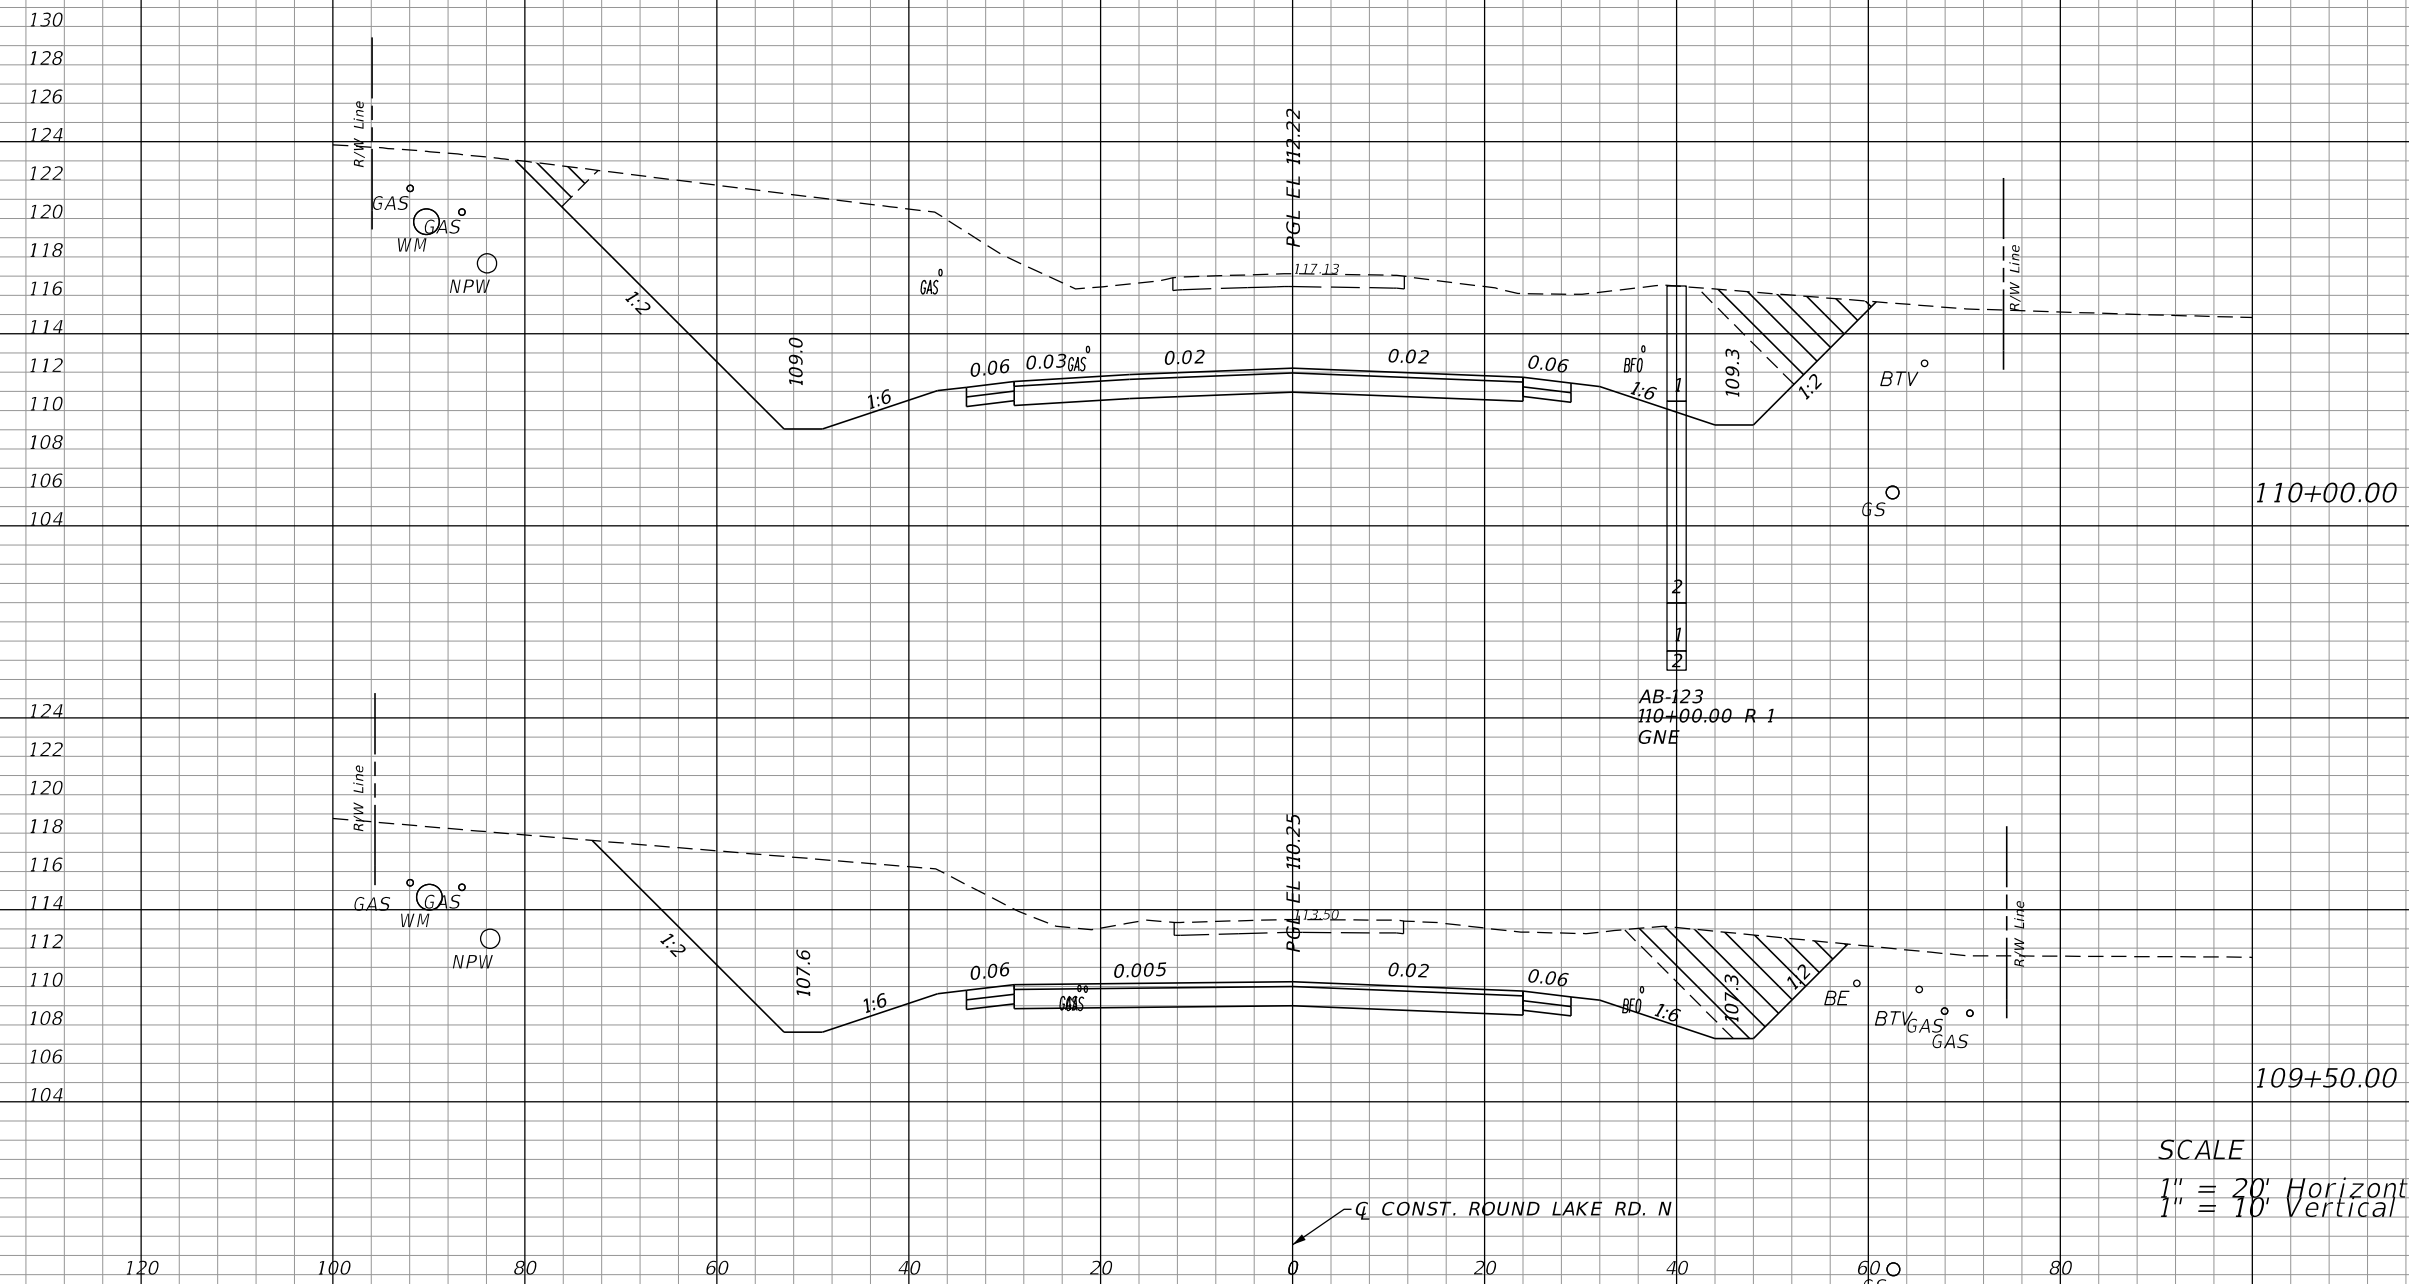 130
128
126
124
122
120
118
116
114
112
110
108
106
104
R/W Line
GAS
GAS
WM
NPW
1:2
109.0
GAS
1:6
0.06
0.03
GAS
0.02
PGL EL 112.22
117.13
0.02
0.06
BFO
1:6
1
2
1
2
109.3
1:2
BTV
GS
R/W Line
110+00.00
AB-123
110+00.00 R 1
GNE
124
122
120
118
116
114
112
110
108
106
104
R/W Line
GAS
GAS
WM
NPW
1:2
107.6
1:6
0.06
0.005
GAS
GAS
PGL EL 110.25
113.50
0.02
0.06
BFO
1:6
107.3
1:2
BE
BTV
GAS
GAS
R/W Line
109+50.00
SCALE
1" = 20' Horizont
1" = 10' Vertical
℄ CONST. ROUND LAKE RD. N
120 100 80 60 40 20 0 20 40 60 80
GS